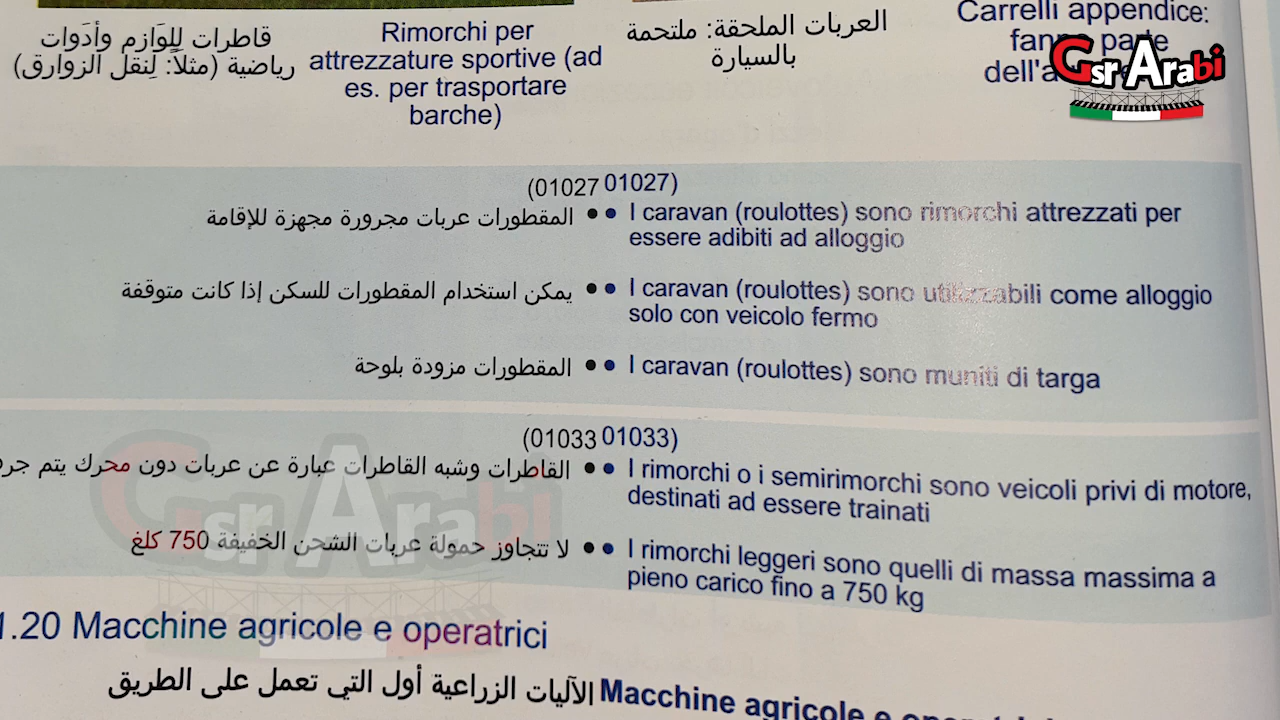 Carrelli appendice:
العربات الملحقة: ملتحمة
بالسيارة
Rimorchi per
attrezzature sportive (ad
es. per trasportare
barche)
قاطرات لِلوَازم وأدَوات
رياضية (مثلاً: لِنقل الزوارق)
Gsr Arabi
01027)
(01027
• I caravan (roulottes) sono rimorchi attrezzati per
essere adibiti ad alloggio
• المقطورات عربات مجرورة مجهزة للإقامة
• I caravan (roulottes) sono utilizzabili come alloggio
solo con veicolo fermo
• يمكن استخدام المقطورات للسكن إذا كانت متوقفة
• I caravan (roulottes) sono muniti di targa
• المقطورات مزودة بلوحة
01033)
(01033
• I rimorchi o i semirimorchi sono veicoli privi di motore,
destinati ad essere trainati
• القاطرات وشبه القاطرات عبارة عن عربات دون محرك يتم
• I rimorchi leggeri sono quelli di massa massima a
pieno carico fino a 750 kg
• لا تتجاوز حمولة عربات الشحن الخفيفة 750 كلغ
Gsr Arabi
1.20 Macchine agricole e operatrici
Macchine agricole e
الآليات الزراعية أول التي تعمل على الطريق